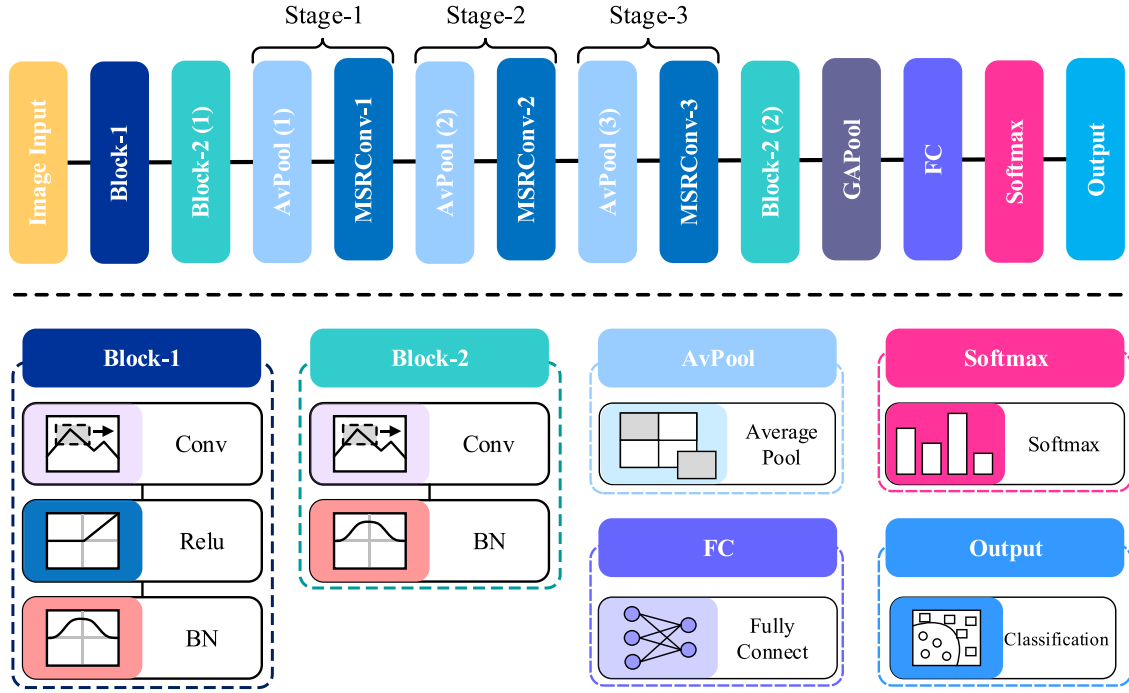 Stage-1
Stage-2
Stage-3
Image Input
Block-1
Block-2 (1)
AvPool (1)
MSRConv-1
AvPool (2)
MSRConv-2
AvPool (3)
MSRConv-3
Block-2 (2)
GAPool
FC
Softmax
Output
Block-1
Conv
Relu
BN
Block-2
Conv
BN
AvPool
Average
Pool
Softmax
Softmax
FC
Fully
Connect
Output
Classification